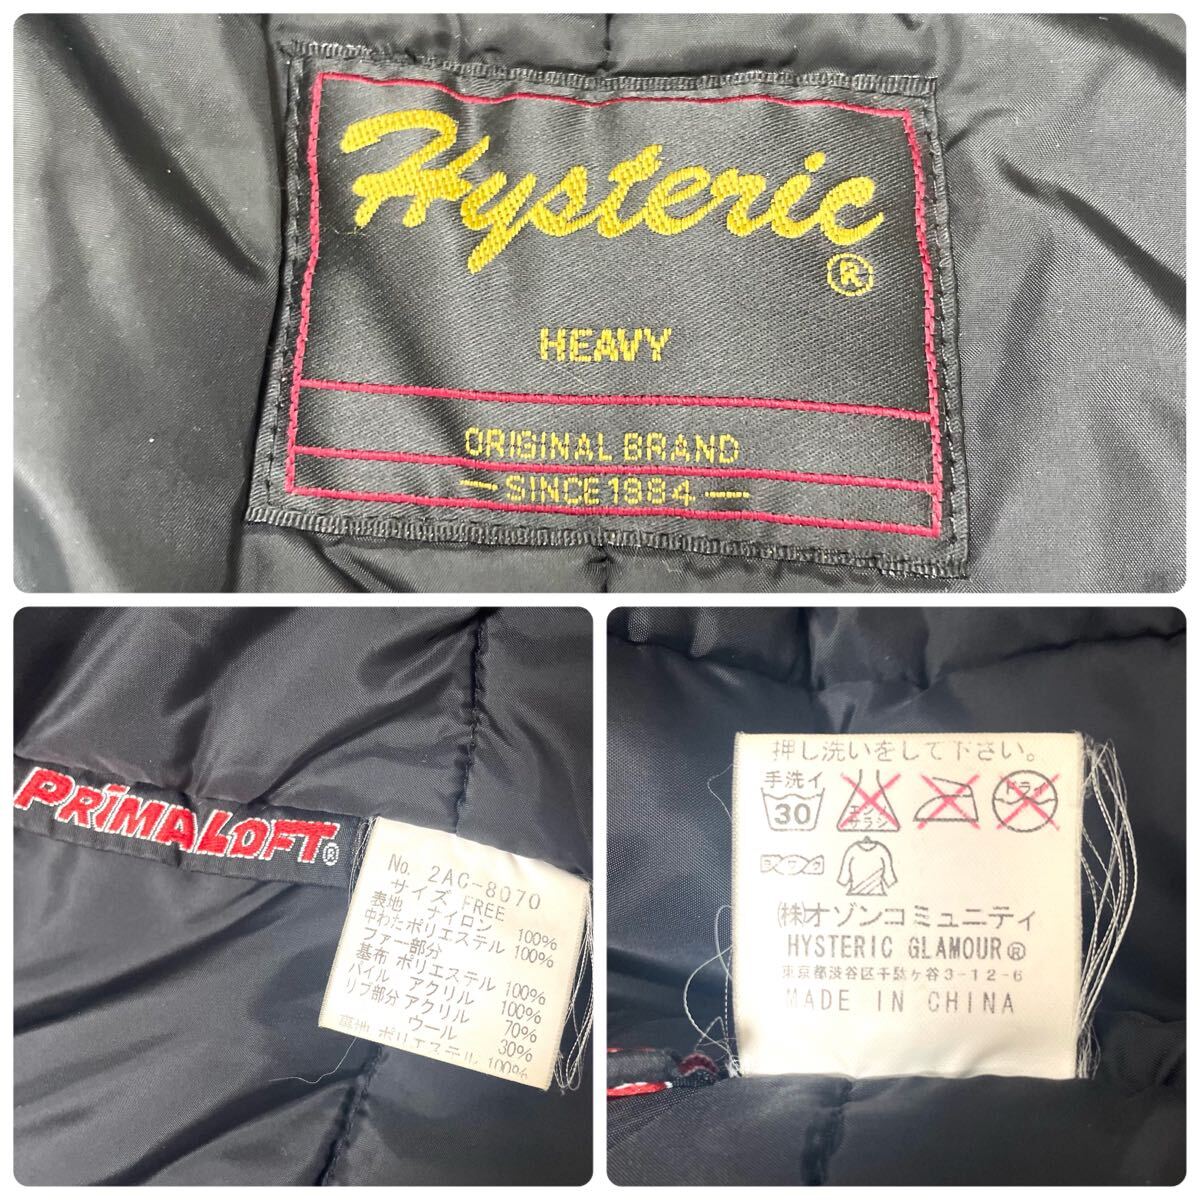 Hysteric®
HEAVY
ORIGINAL BRAND
SINCE 1984
PRIMALOFT®
No. 2AC-8070
サイズ FREE
表地 ナイロン 100%
中わたポリエステル 100%
ファー部分
基布 ポリエステル 100%
パイル アクリル 100%
リブ部分 アクリル 70%
ウール 30%
裏地 ポリエステル 100%
押し洗いをして下さい。
手洗イ
30
エンソ
サラシ
ドライ
ヨワク
(株)オゾンコミュニティ
HYSTERIC GLAMOUR®
東京都渋谷区千駄ヶ谷3-12-6
MADE IN CHINA